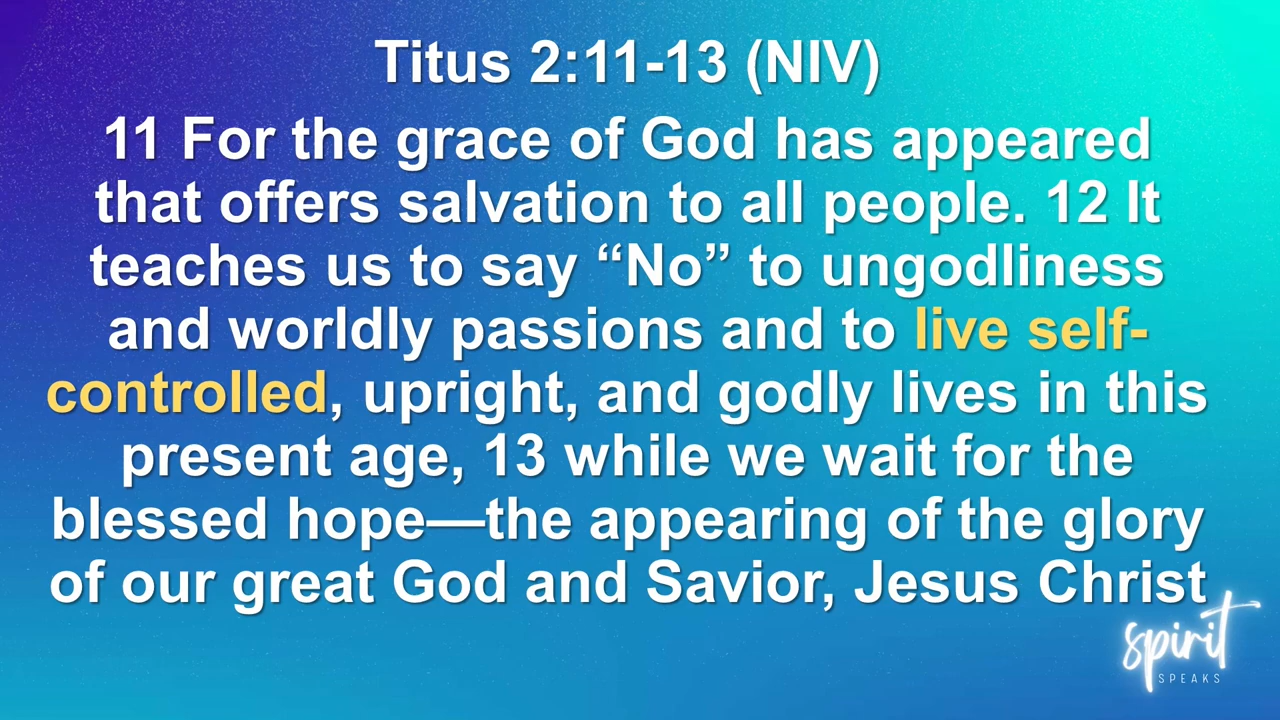 Titus 2:11-13 (NIV)
11 For the grace of God has appeared
that offers salvation to all people. 12 It
teaches us to say “No” to ungodliness
and worldly passions and to live self-
controlled, upright, and godly lives in this
present age, 13 while we wait for the
blessed hope—the appearing of the glory
of our great God and Savior, Jesus Christ
spirit
SPEAKS